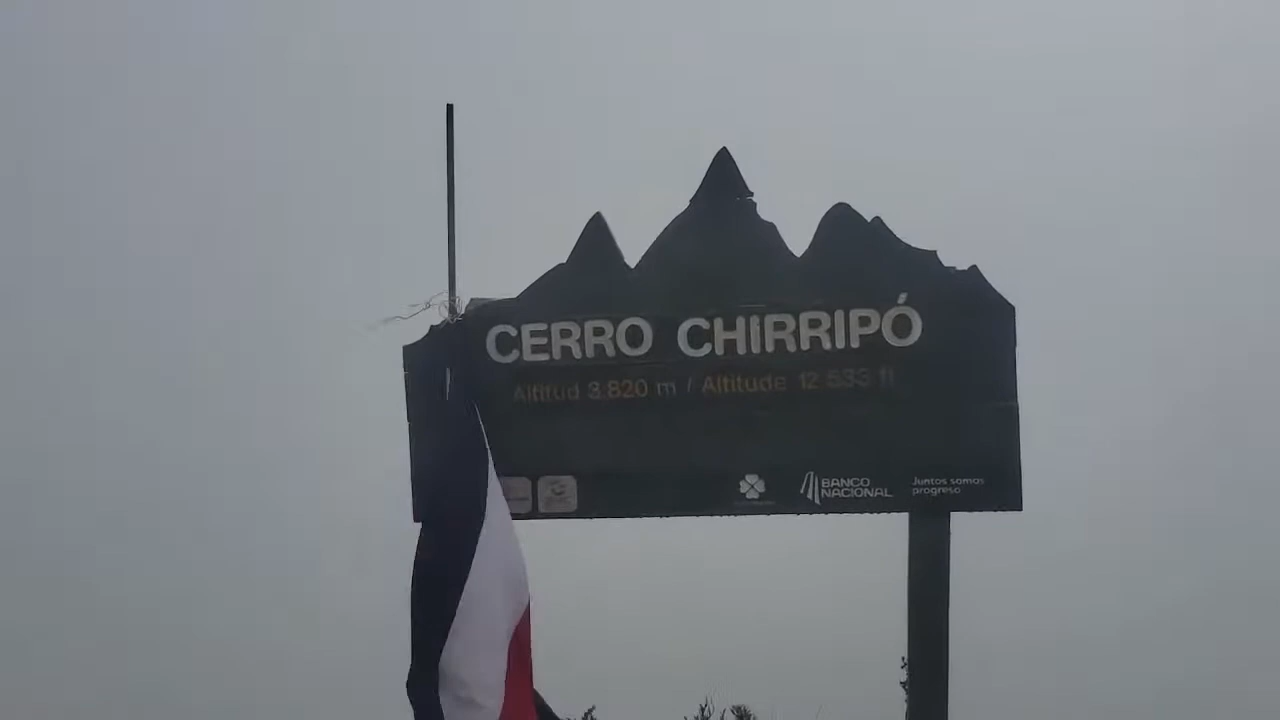 CERRO CHIRRIPÓ
Altitud 3.820 m / Altitude 12 533 ft
BANCO
NACIONAL
Juntos somos
progreso